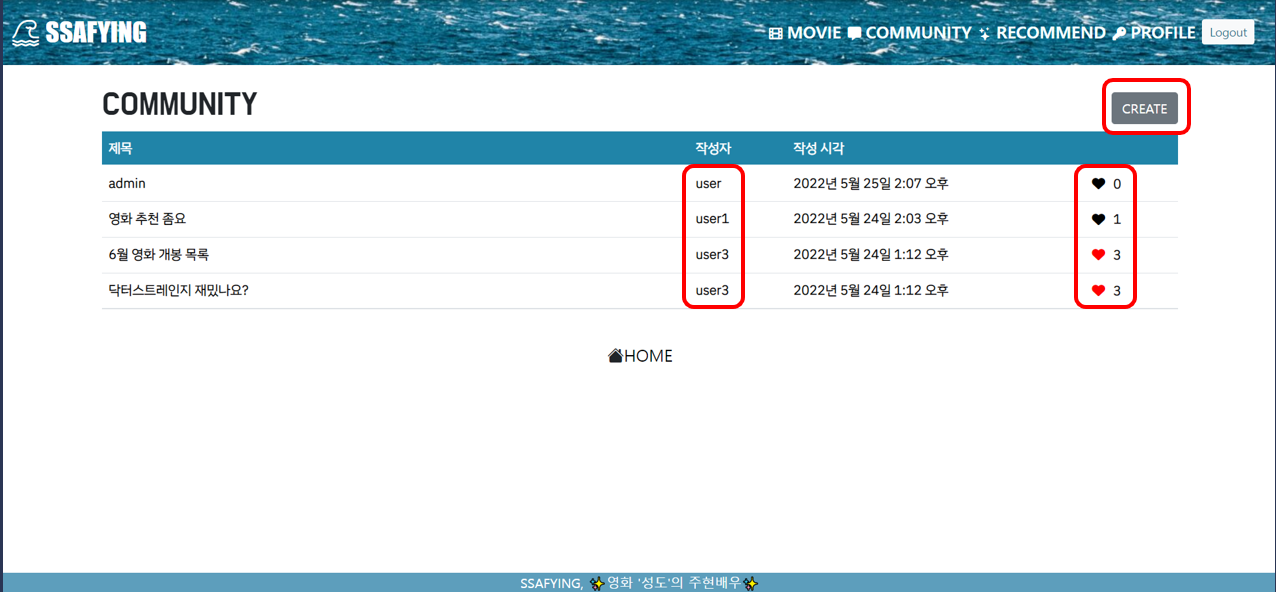 SSAFYING MOVIE COMMUNITY RECOMMEND PROFILE Logout
COMMUNITY CREATE
제목 작성자 작성 시각
admin user 2022년 5월 25일 2:07 오후 0
영화 추천 좀요 user1 2022년 5월 24일 2:03 오후 1
6월 영화 개봉 목록 user3 2022년 5월 24일 1:12 오후 3
닥터스트레인지 재밌나요? user3 2022년 5월 24일 1:12 오후 3
HOME
SSAFYING, ✨영화 '성도'의 주현배우✨